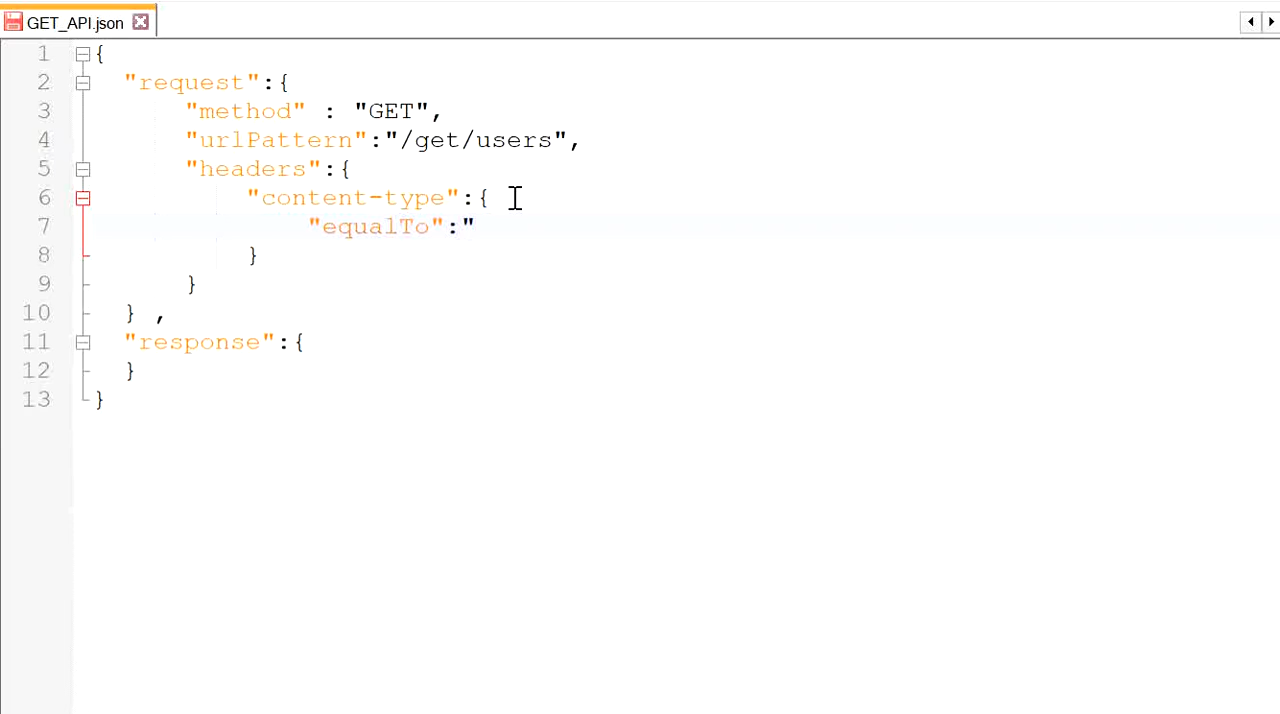 GET_API.json
1 {
2 "request":{
3 "method" : "GET",
4 "urlPattern":"/get/users",
5 "headers":{
6 "content-type":{
7 "equalTo":"
8 }
9 }
10 } ,
11 "response":{
12 }
13 }